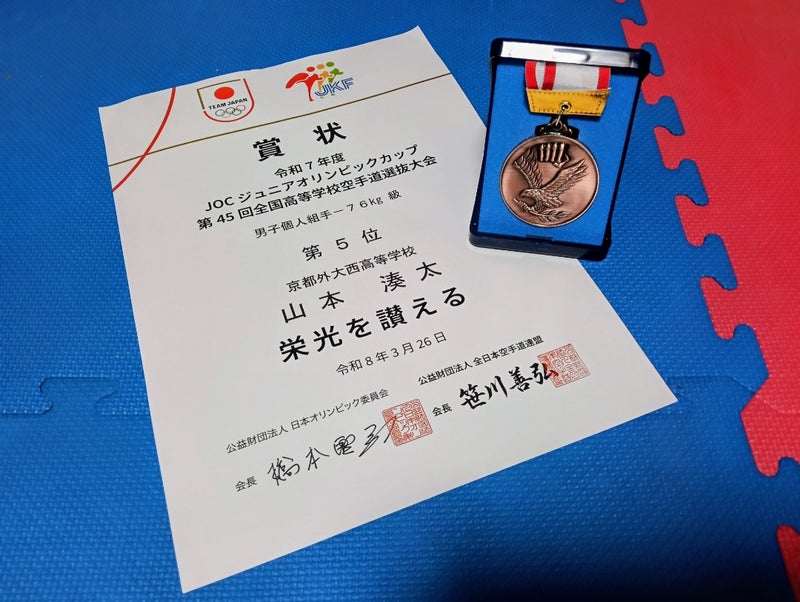 TEAM JAPAN
JKF
賞状
令和7年度
JOCジュニアオリンピックカップ
第45回全国高等学校空手道選抜大会
男子個人組手－76kg 級
第5位
京都外大西高等学校
山本 湊太
栄光を讃える
令和8年3月26日
公益財団法人 日本オリンピック委員会
会長 橋本聖子
公益財団法人 全日本空手道連盟
会長 笹川善弘